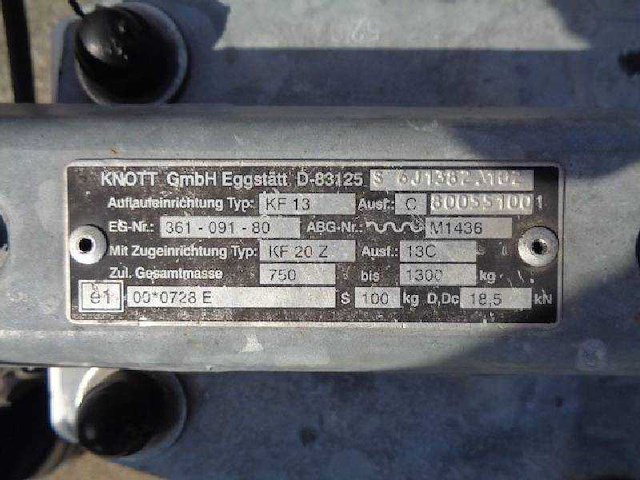 KNOTT GmbH Eggstätt D-83125
Auflaufeinrichtung Typ: KF 13 Ausf: C 800551001
EG-Nr.: 361-091-80 ABG-Nr.: M1436
Mit Zugeinrichtung Typ: KF 20 Z Ausf.: 13C
Zul. Gesamtmasse 750 bis 1300 kg
e1 00*0728 E S 100 kg D,Dc 18,5 kN